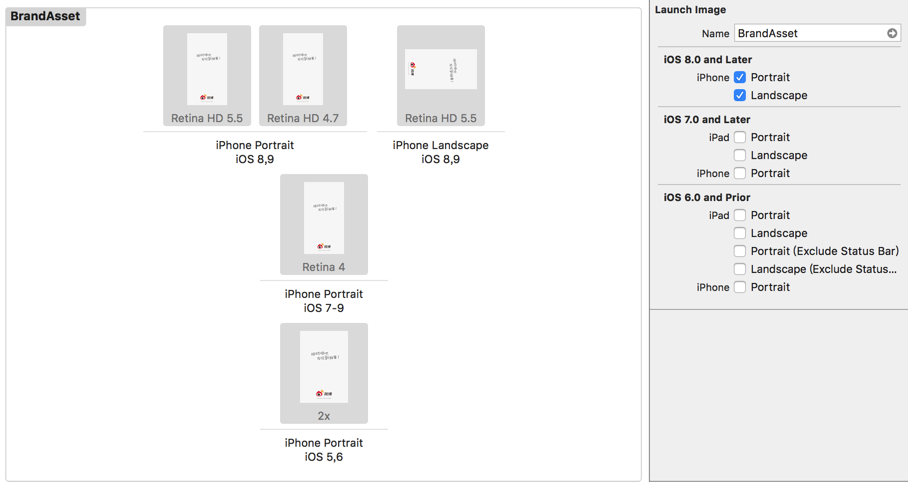 BrandAsset
Retina HD 5.5
Retina HD 4.7
Retina HD 5.5
iPhone Portrait
iOS 8,9
iPhone Landscape
iOS 8,9
Retina 4
iPhone Portrait
iOS 7-9
2x
iPhone Portrait
iOS 5,6
Launch Image
Name BrandAsset
iOS 8.0 and Later
iPhone Portrait
Landscape
iOS 7.0 and Later
iPad Portrait
Landscape
iPhone Portrait
iOS 6.0 and Prior
iPad Portrait
Landscape
Portrait (Exclude Status Bar)
Landscape (Exclude Status...
iPhone Portrait